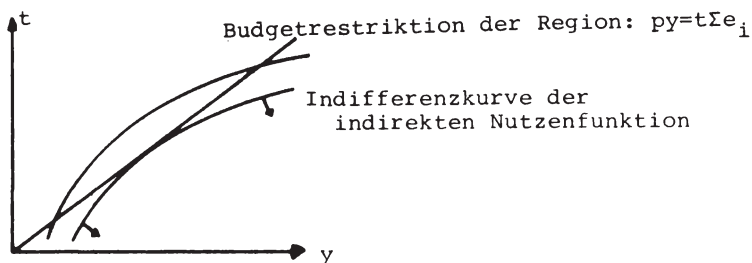 t
Budgetrestriktion der Region: py=tΣe_i
Indifferenzkurve der
indirekten Nutzenfunktion
y